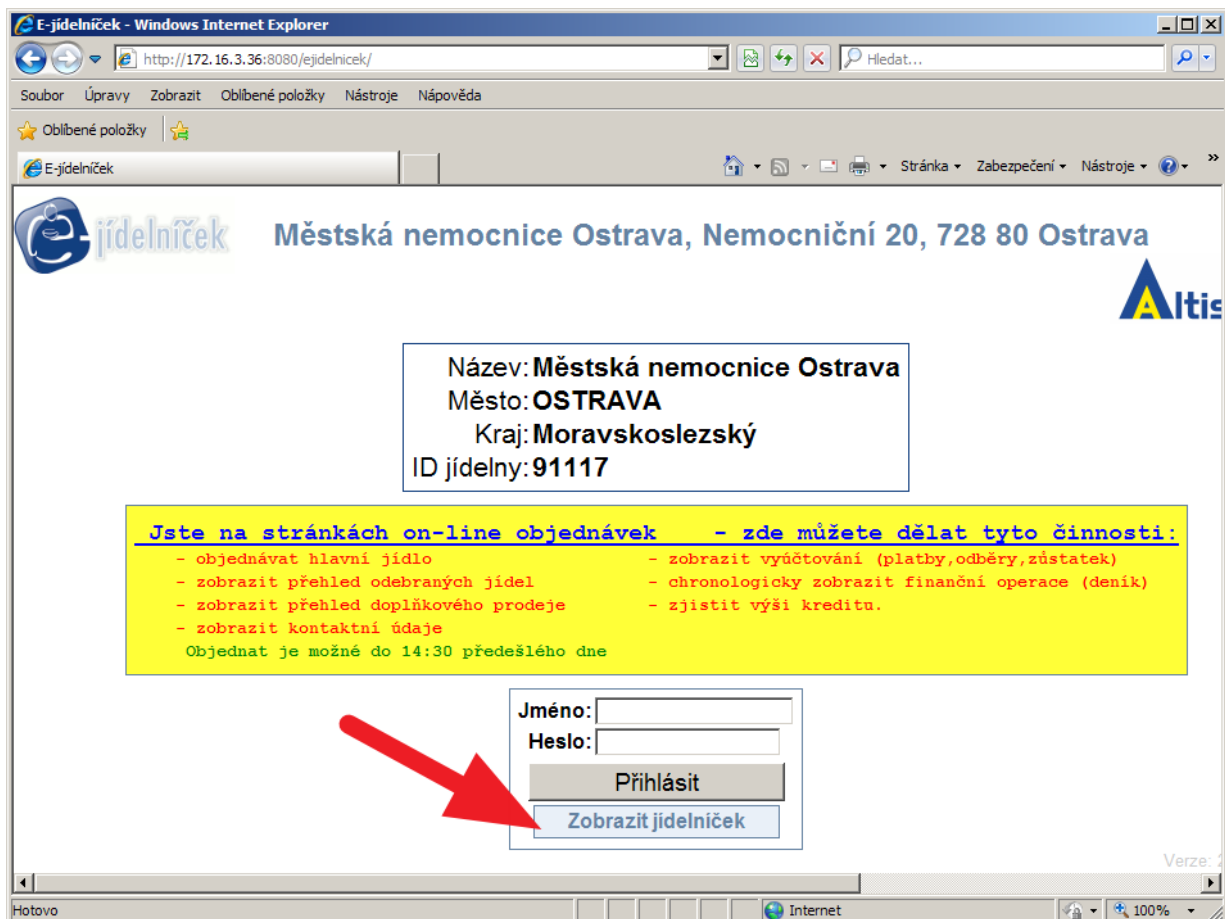 E-jídelníček - Windows Internet Explorer
http://172.16.3.36:8080/ejidelnicek/
Hledat...
Soubor Úpravy Zobrazit Oblíbené položky Nástroje Nápověda
Oblíbené položky
E-jídelníček
Stránka Zabezpečení Nástroje »
e jídelníček
Městská nemocnice Ostrava, Nemocniční 20, 728 80 Ostrava
Altis
Název: Městská nemocnice Ostrava
Město: OSTRAVA
Kraj: Moravskoslezský
ID jídelny: 91117
Jste na stránkách on-line objednávek - zde můžete dělat tyto činnosti:
- objednávat hlavní jídlo - zobrazit vyúčtování (platby,odběry,zůstatek)
- zobrazit přehled odebraných jídel - chronologicky zobrazit finanční operace (deník)
- zobrazit přehled doplňkového prodeje - zjistit výši kreditu.
- zobrazit kontaktní údaje
Objednat je možné do 14:30 předešlého dne
Jméno:
Heslo:
Přihlásit
Zobrazit jídelníček
Verze:
Hotovo Internet 100%